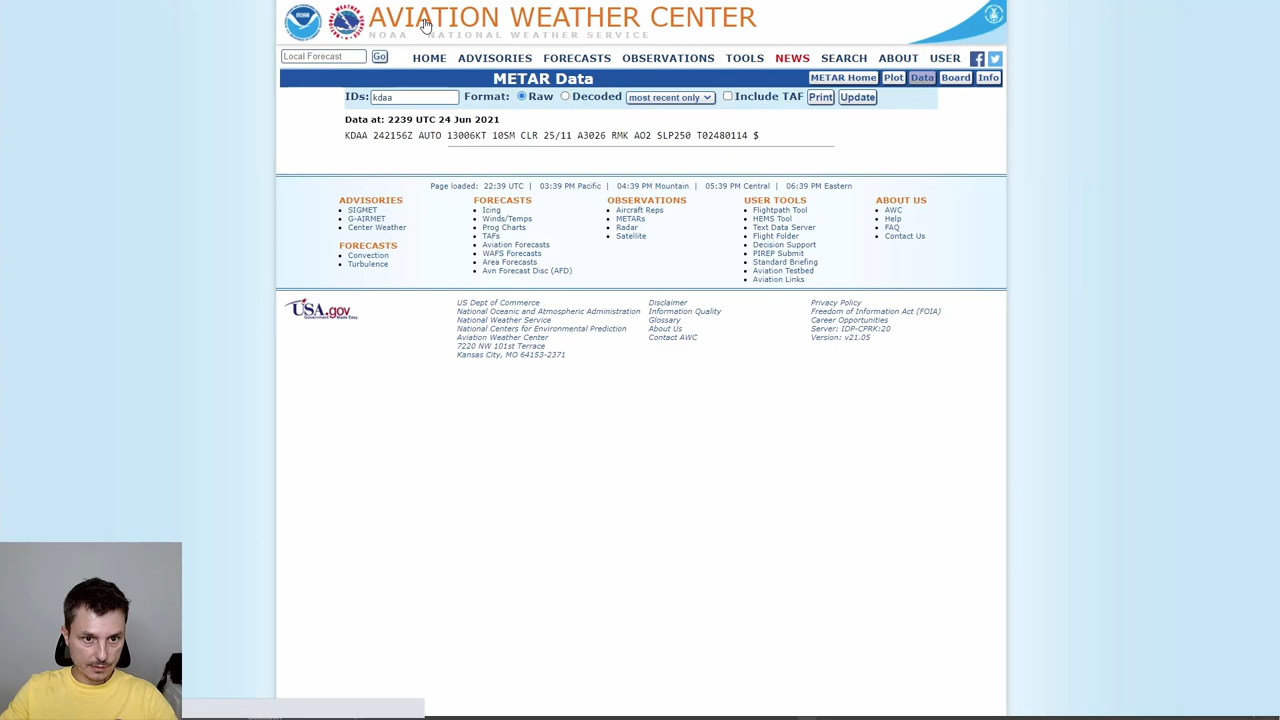 AVIATION WEATHER CENTER
NOAA NATIONAL WEATHER SERVICE
Local Forecast Go HOME ADVISORIES FORECASTS OBSERVATIONS TOOLS NEWS SEARCH ABOUT USER
METAR Data METAR Home Plot Data Board Info
IDs: kdaa Format: Raw Decoded most recent only Include TAF Print Update
Data at: 2239 UTC 24 Jun 2021
KDAA 242156Z AUTO 13006KT 10SM CLR 25/11 A3026 RMK AO2 SLP250 T02480114 $
Page loaded: 22:39 UTC | 03:39 PM Pacific | 04:39 PM Mountain | 05:39 PM Central | 06:39 PM Eastern
ADVISORIES
SIGMET
G-AIRMET
Center Weather
FORECASTS
Convection
Turbulence
FORECASTS
Icing
Winds/Temps
Prog Charts
TAFs
Aviation Forecasts
WAFS Forecasts
Area Forecasts
Avn Forecast Disc (AFD)
OBSERVATIONS
Aircraft Reps
METARs
Radar
Satellite
USER TOOLS
Flightpath Tool
HEMS Tool
Text Data Server
Flight Folder
Decision Support
PIREP Submit
Standard Briefing
Aviation Testbed
Aviation Links
ABOUT US
AWC
Help
FAQ
Contact Us
USA.gov
US Dept of Commerce
National Oceanic and Atmospheric Administration
National Weather Service
National Centers for Environmental Prediction
Aviation Weather Center
7220 NW 101st Terrace
Kansas City, MO 64153-2371
Disclaimer
Information Quality
Glossary
About Us
Contact AWC
Privacy Policy
Freedom of Information Act (FOIA)
Career Opportunities
Server: IDP-CPRK:20
Version: v21.05